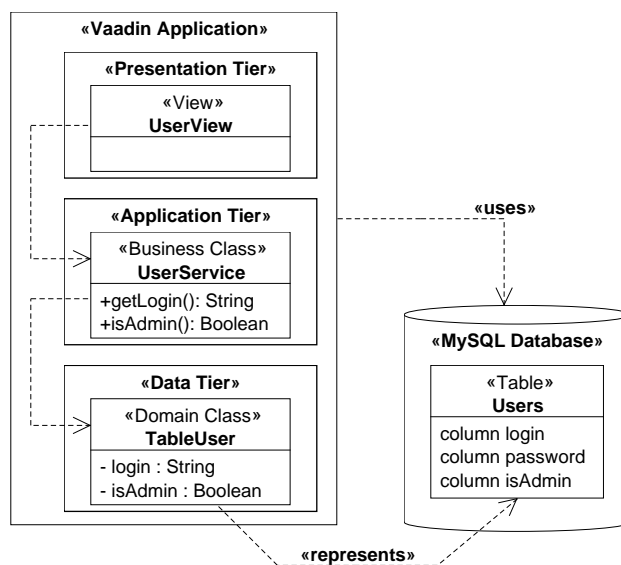 «Vaadin Application»
«Presentation Tier»
«View»
UserView
«Application Tier»
«Business Class»
UserService
+getLogin(): String
+isAdmin(): Boolean
«Data Tier»
«Domain Class»
TableUser
- login : String
- isAdmin : Boolean
«uses»
«MySQL Database»
«Table»
Users
column login
column password
column isAdmin
«represents»